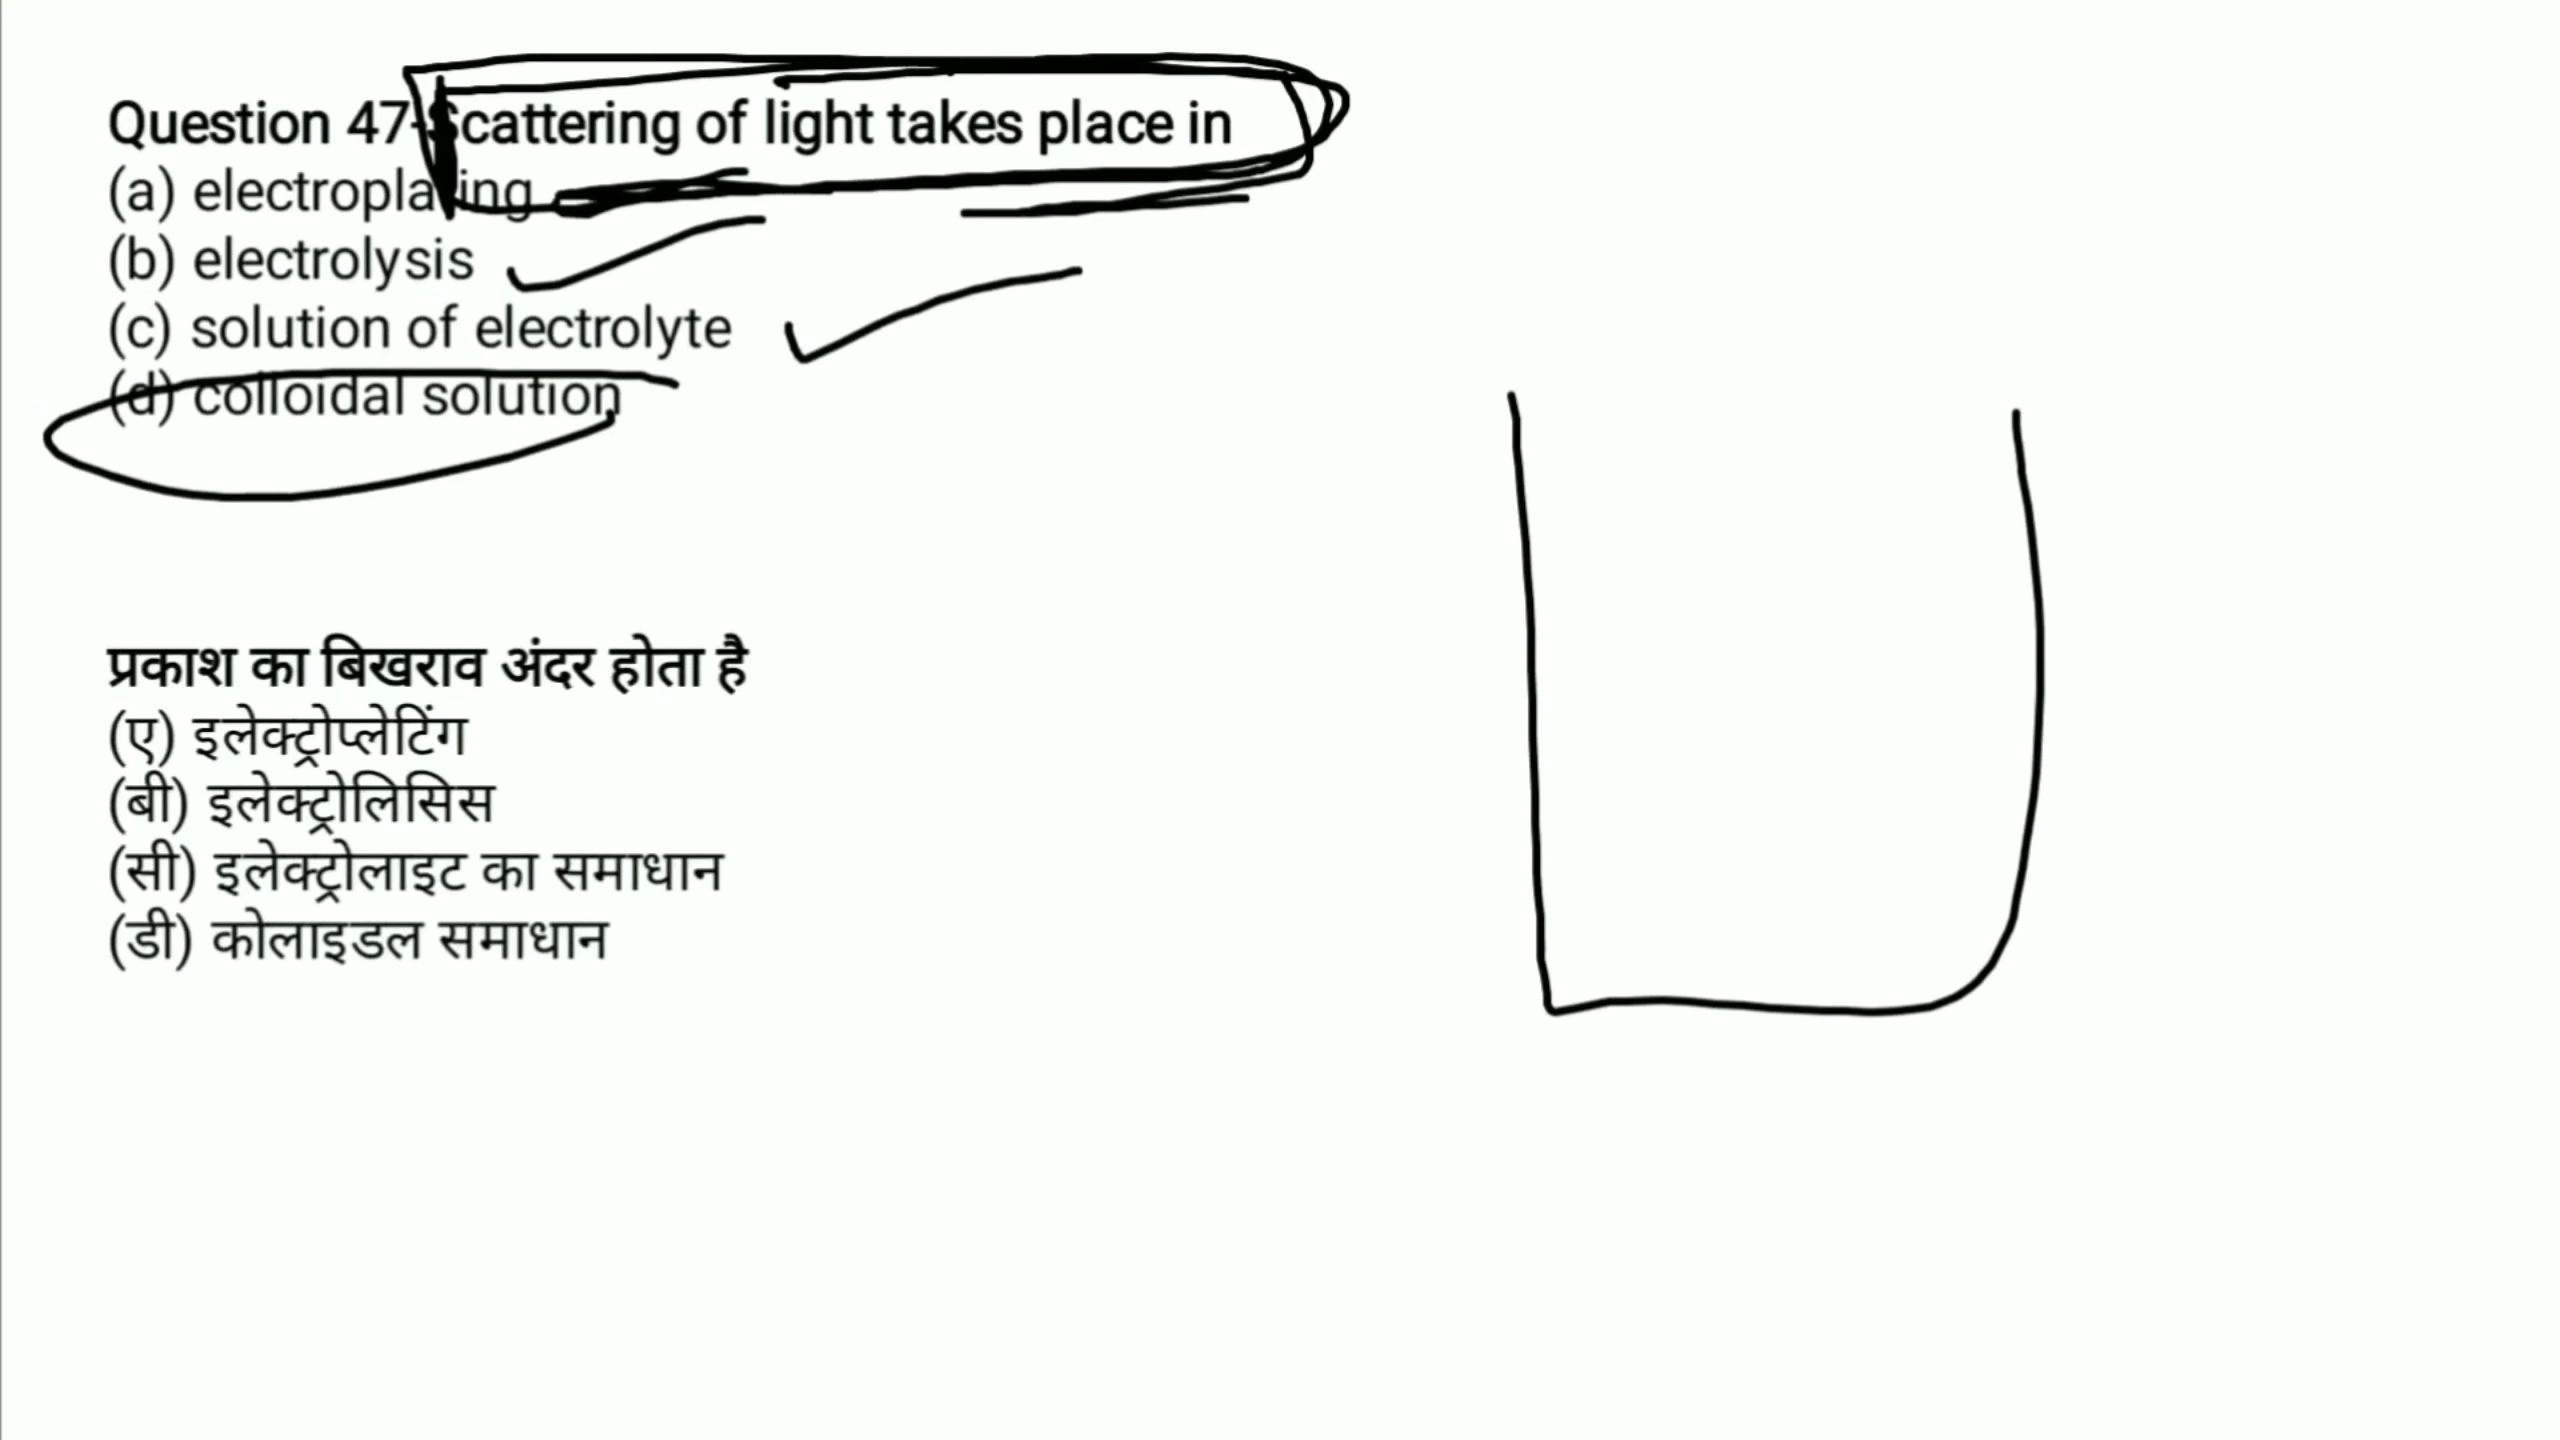 Question 47-Scattering of light takes place in
(a) electroplating
(b) electrolysis
(c) solution of electrolyte
(d) colloidal solution
प्रकाश का बिखराव अंदर होता है
(ए) इलेक्ट्रोप्लेटिंग
(बी) इलेक्ट्रोलिसिस
(सी) इलेक्ट्रोलाइट का समाधान
(डी) कोलाइडल समाधान